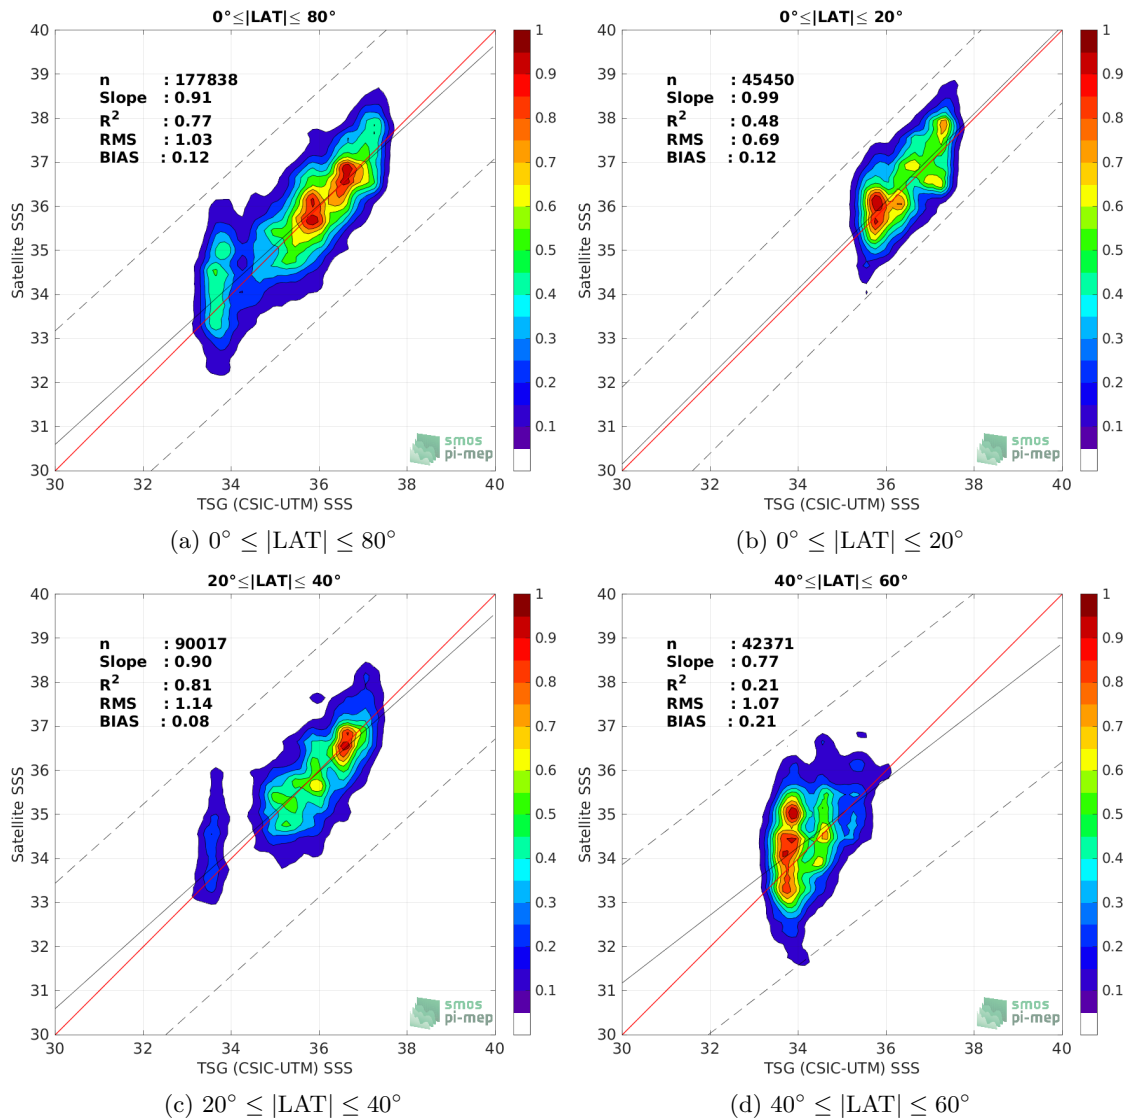 0°≤|LAT|≤ 80°
40
39
38
37
36
35
34
33
32
31
30
Satellite SSS
n : 177838
Slope : 0.91
R² : 0.77
RMS : 1.03
BIAS : 0.12
smos
pi-mep
30 32 34 36 38 40
TSG (CSIC-UTM) SSS
1
0.9
0.8
0.7
0.6
0.5
0.4
0.3
0.2
0.1
(a) 0° ≤ |LAT| ≤ 80°
0°≤|LAT|≤ 20°
40
39
38
37
36
35
34
33
32
31
30
Satellite SSS
n : 45450
Slope : 0.99
R² : 0.48
RMS : 0.69
BIAS : 0.12
smos
pi-mep
30 32 34 36 38 40
TSG (CSIC-UTM) SSS
1
0.9
0.8
0.7
0.6
0.5
0.4
0.3
0.2
0.1
(b) 0° ≤ |LAT| ≤ 20°
20°≤|LAT|≤ 40°
40
39
38
37
36
35
34
33
32
31
30
Satellite SSS
n : 90017
Slope : 0.90
R² : 0.81
RMS : 1.14
BIAS : 0.08
smos
pi-mep
30 32 34 36 38 40
TSG (CSIC-UTM) SSS
1
0.9
0.8
0.7
0.6
0.5
0.4
0.3
0.2
0.1
(c) 20° ≤ |LAT| ≤ 40°
40°≤|LAT|≤ 60°
40
39
38
37
36
35
34
33
32
31
30
Satellite SSS
n : 42371
Slope : 0.77
R² : 0.21
RMS : 1.07
BIAS : 0.21
smos
pi-mep
30 32 34 36 38 40
TSG (CSIC-UTM) SSS
1
0.9
0.8
0.7
0.6
0.5
0.4
0.3
0.2
0.1
(d) 40° ≤ |LAT| ≤ 60°